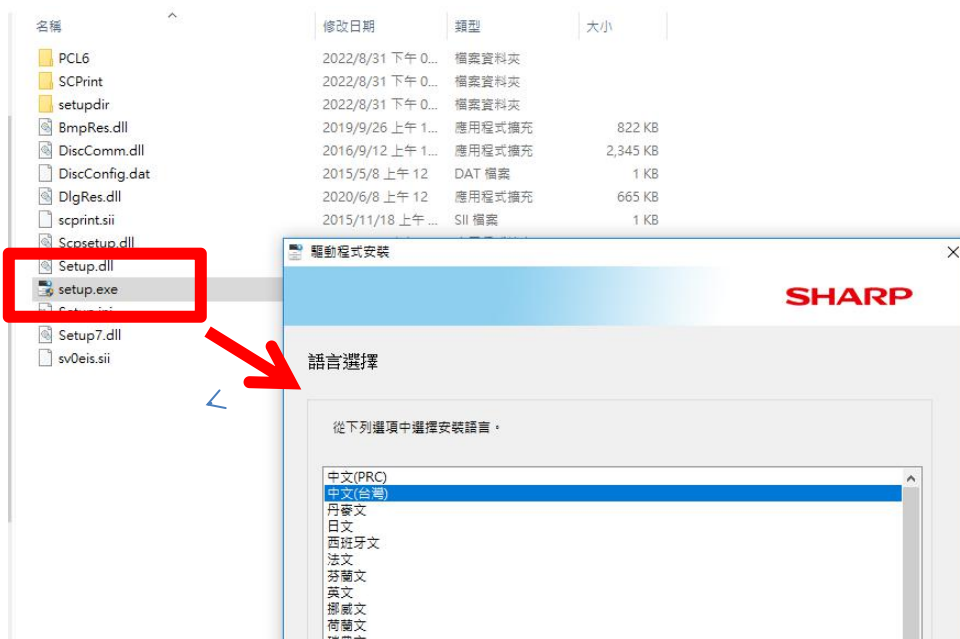 名稱 修改日期 類型 大小
PCL6 2022/8/31 下午 0... 檔案資料夾
SCPrint 2022/8/31 下午 0... 檔案資料夾
setupdir 2022/8/31 下午 0... 檔案資料夾
BmpRes.dll 2019/9/26 上午 1... 應用程式擴充 822 KB
DiscComm.dll 2016/9/12 上午 1... 應用程式擴充 2,345 KB
DiscConfig.dat 2015/5/8 上午 12 DAT 檔案 1 KB
DlgRes.dll 2020/6/8 上午 12 應用程式擴充 665 KB
scprint.sii 2015/11/18 上午 ... SII 檔案 1 KB
Scpsetup.dll
Setup.dll
setup.exe
Setup.ini
Setup7.dll
sv0eis.sii
驅動程式安裝
SHARP
語言選擇
從下列選項中選擇安裝語言。
中文(PRC)
中文(台灣)
丹麥文
日文
西班牙文
法文
芬蘭文
英文
挪威文
荷蘭文